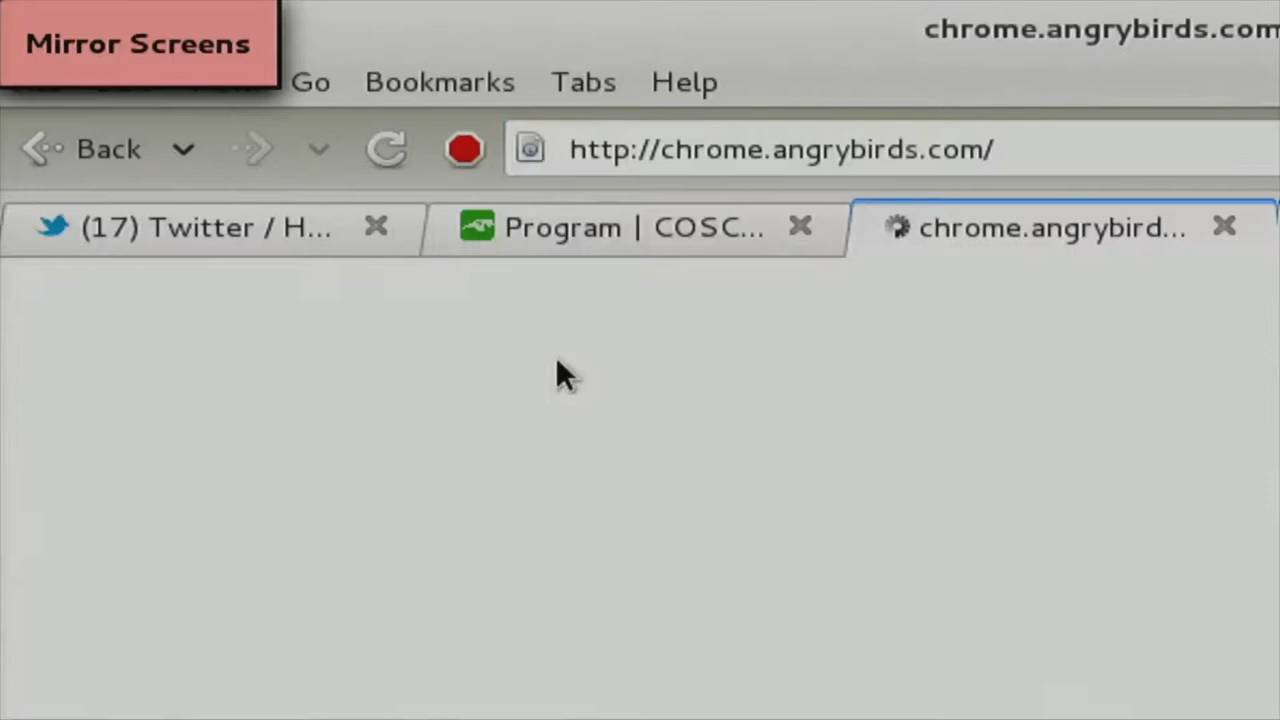 Mirror Screens
chrome.angrybirds.com
Go Bookmarks Tabs Help
Back http://chrome.angrybirds.com/
(17) Twitter / H... Program | COSC... chrome.angrybird...